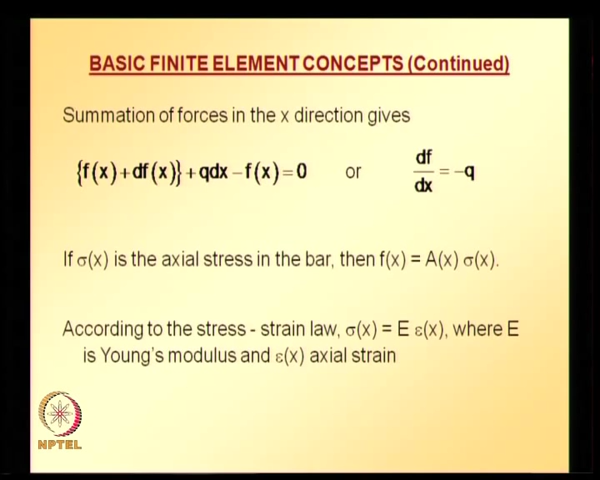 BASIC FINITE ELEMENT CONCEPTS (Continued)
Summation of forces in the x direction gives
{f(x)+df(x)}+qdx−f(x)=0 or df/dx = −q
If σ(x) is the axial stress in the bar, then f(x) = A(x) σ(x).
According to the stress - strain law, σ(x) = E ε(x), where E
is Young's modulus and ε(x) axial strain
NPTEL